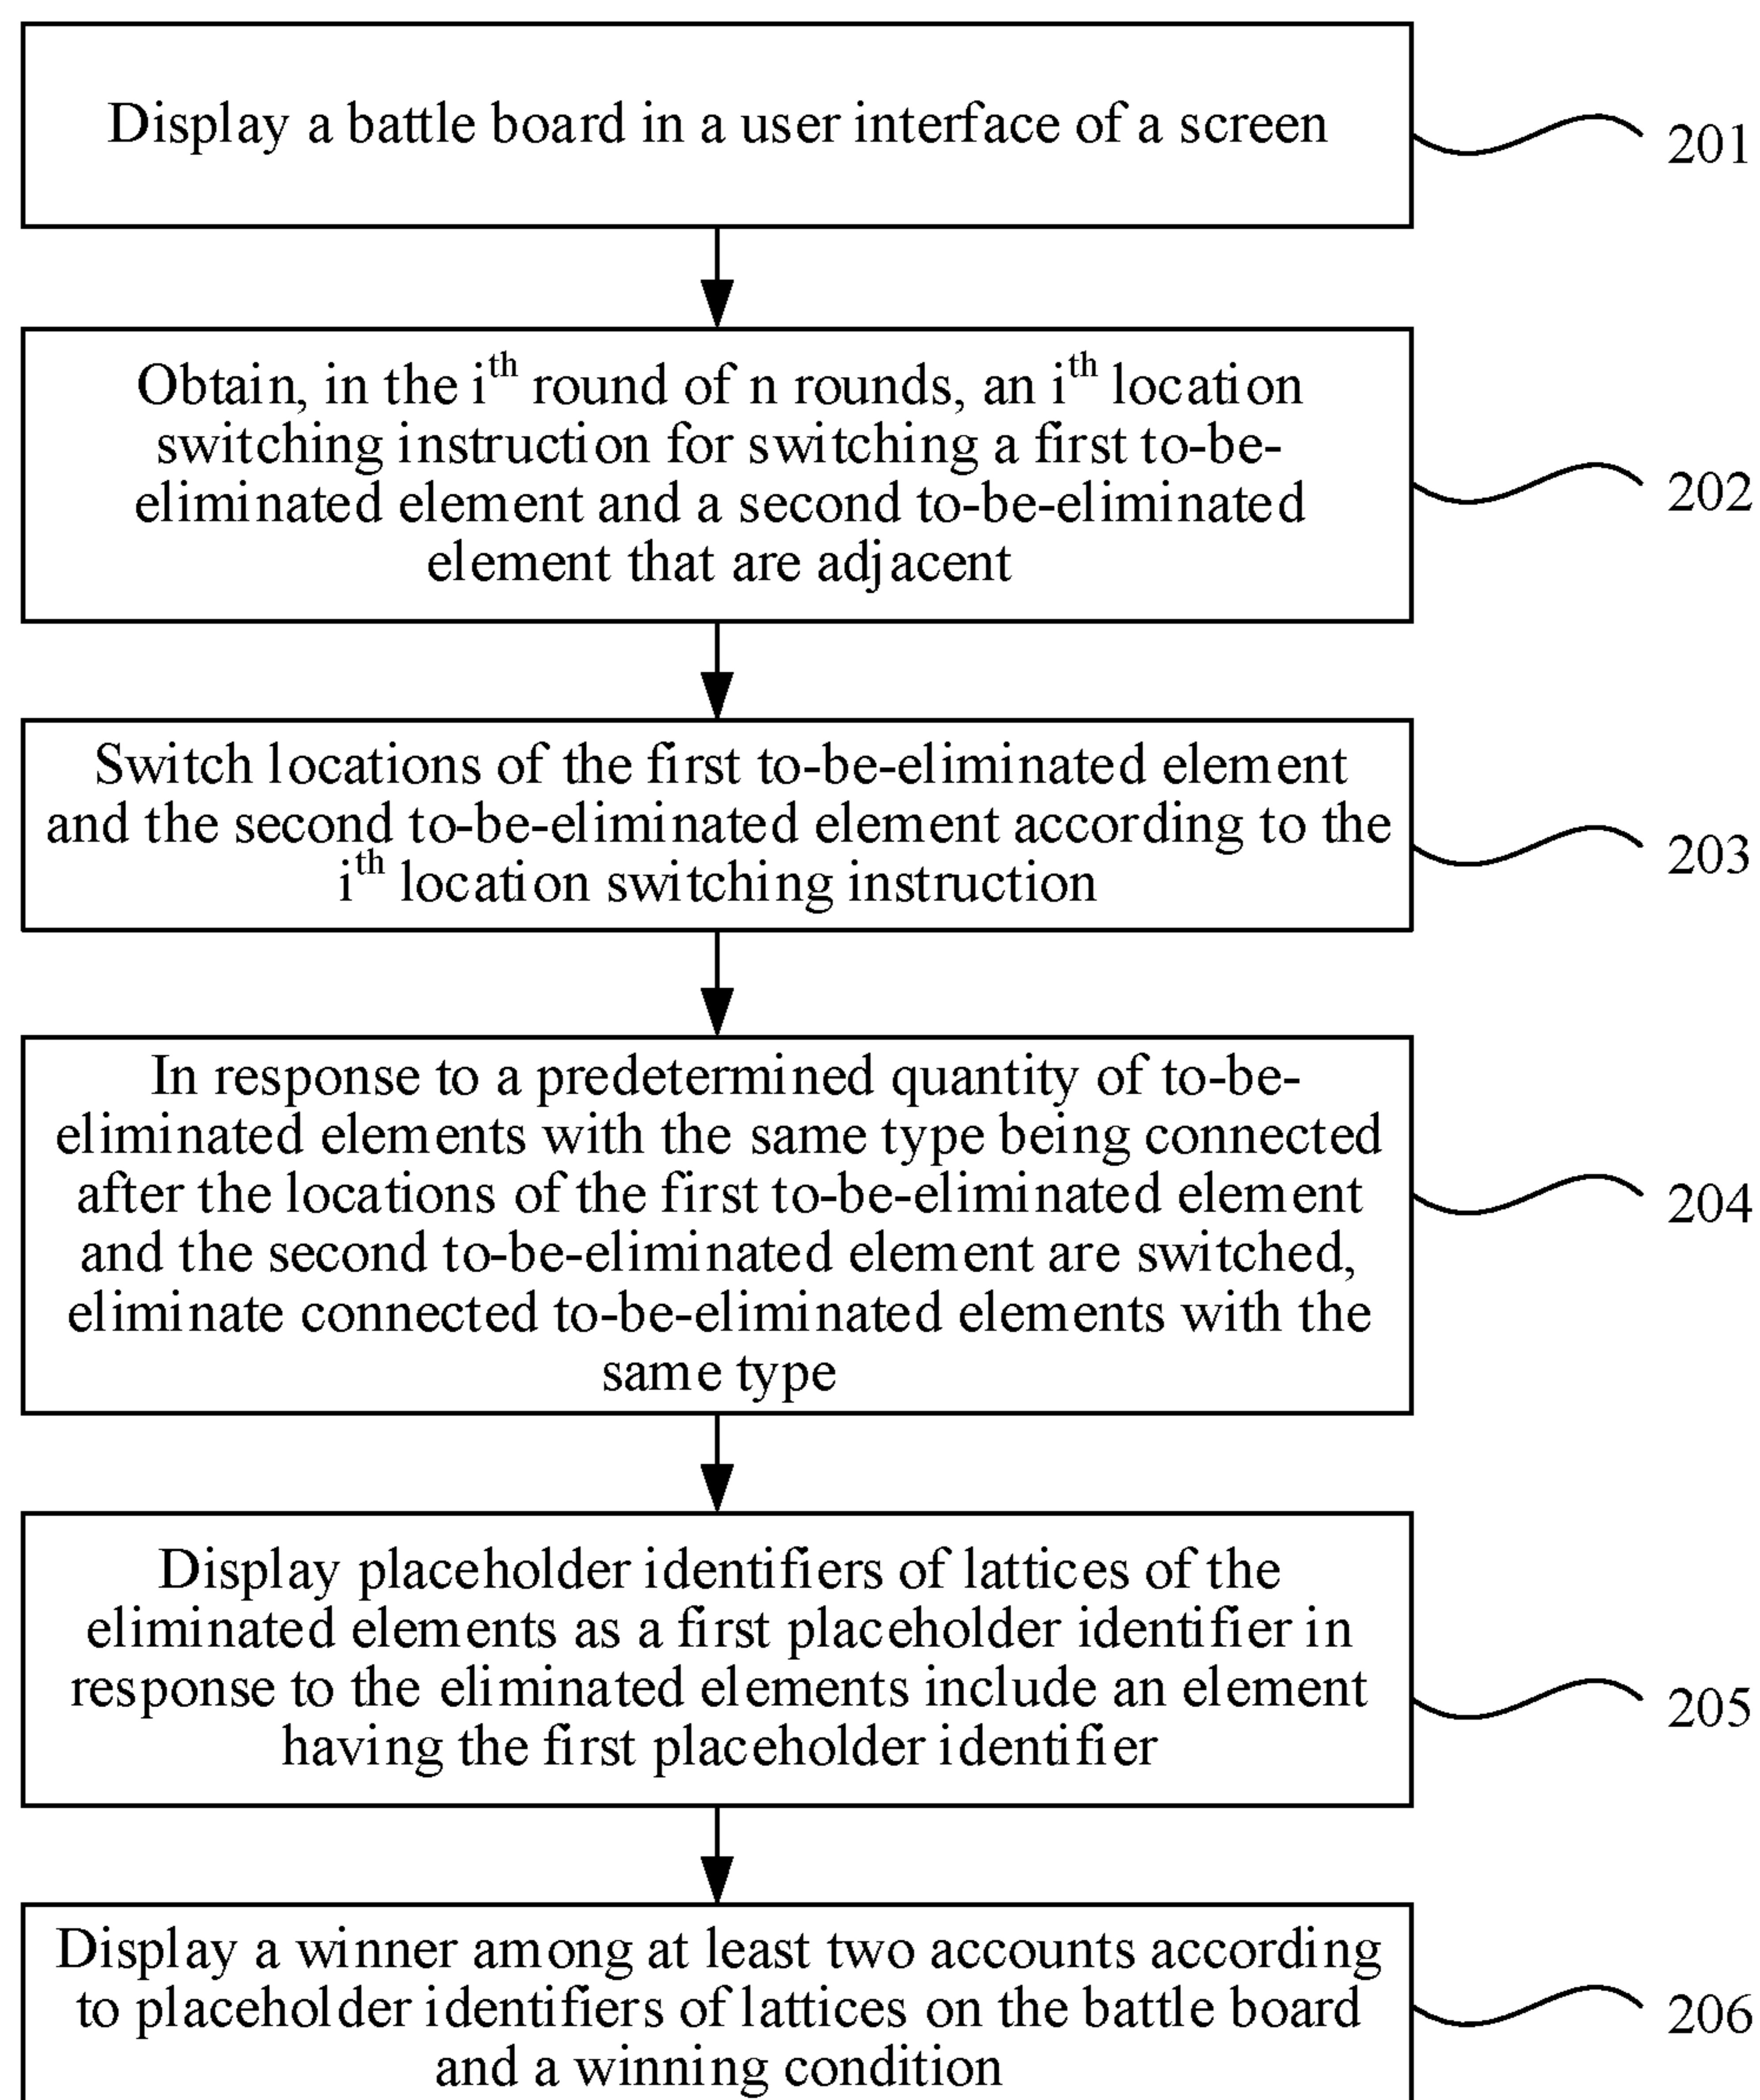 Display a battle board in a user interface of a screen
201
Obtain, in the ith round of n rounds, an ith location
switching instruction for switching a first to-be-
eliminated element and a second to-be-eliminated
element that are adjacent
202
Switch locations of the first to-be-eliminated element
and the second to-be-eliminated element according to the
ith location switching instruction
203
In response to a predetermined quantity of to-be-
eliminated elements with the same type being connected
after the locations of the first to-be-eliminated element
and the second to-be-eliminated element are switched,
eliminate connected to-be-eliminated elements with the
same type
204
Display placeholder identifiers of lattices of the
eliminated elements as a first placeholder identifier in
response to the eliminated elements include an element
having the first placeholder identifier
205
Display a winner among at least two accounts according
to placeholder identifiers of lattices on the battle board
and a winning condition
206